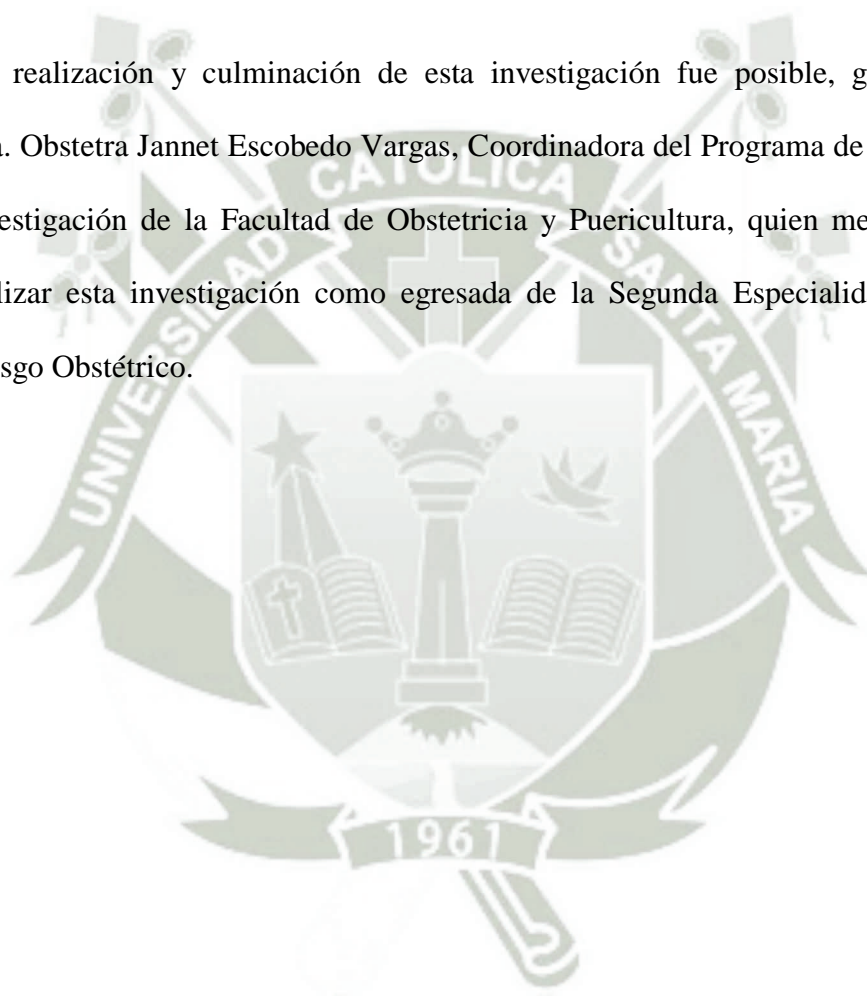 realización y culminación de esta investigación fue posible, g
a. Obstetra Jannet Escobedo Vargas, Coordinadora del Programa de
vestigación de la Facultad de Obstetricia y Puericultura, quien me
lizar esta investigación como egresada de la Segunda Especialid
esgo Obstétrico.
UNIVERSIDAD CATOLICA SANTA MARIA
1961